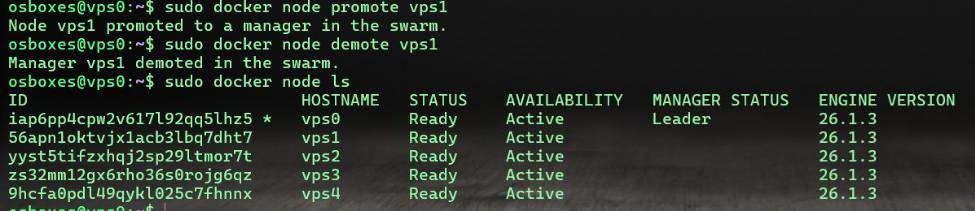 osboxes@vps0:~$ sudo docker node promote vps1
Node vps1 promoted to a manager in the swarm.
osboxes@vps0:~$ sudo docker node demote vps1
Manager vps1 demoted in the swarm.
osboxes@vps0:~$ sudo docker node ls
ID HOSTNAME STATUS AVAILABILITY MANAGER STATUS ENGINE VERSION
iap6pp4cpw2v617l92qq5lhz5 * vps0 Ready Active Leader 26.1.3
56apn1oktvjx1acb3lbq7dht7 vps1 Ready Active 26.1.3
yyst5tifzxhqj2sp29ltmor7t vps2 Ready Active 26.1.3
zs32mm12gx6rho36s0rojg6qz vps3 Ready Active 26.1.3
9hcfa0pdl49qykl025c7fhnnx vps4 Ready Active 26.1.3
osboxes@vps0:~$